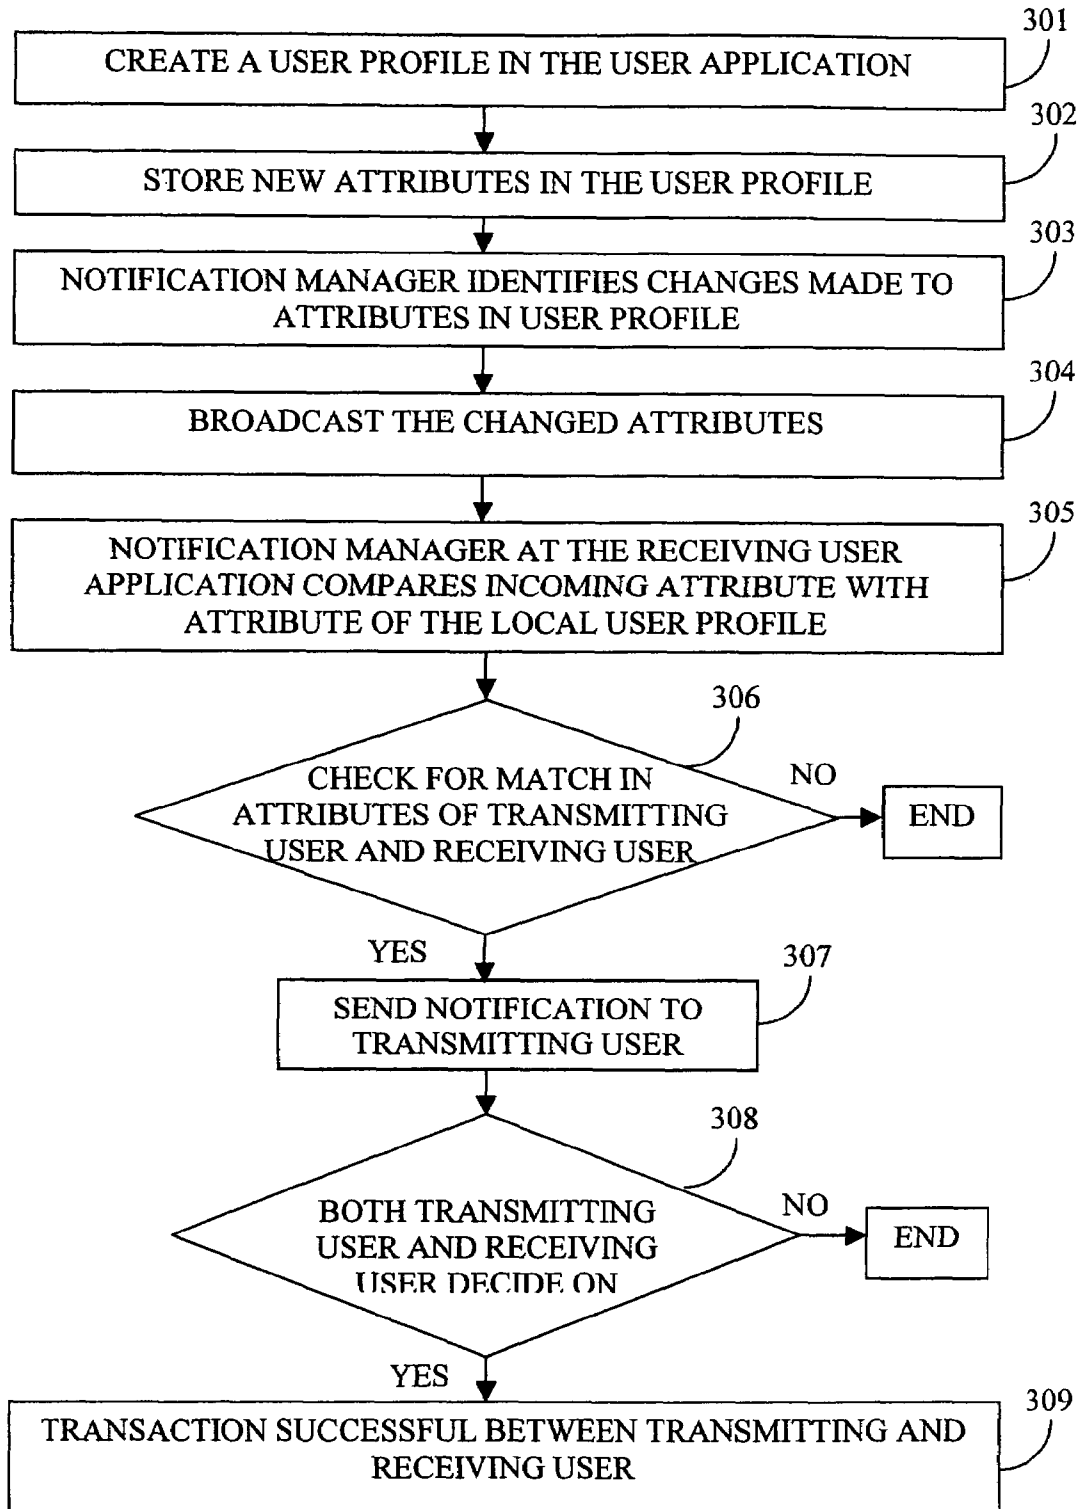 301
CREATE A USER PROFILE IN THE USER APPLICATION
302
STORE NEW ATTRIBUTES IN THE USER PROFILE
303
NOTIFICATION MANAGER IDENTIFIES CHANGES MADE TO
ATTRIBUTES IN USER PROFILE
304
BROADCAST THE CHANGED ATTRIBUTES
305
NOTIFICATION MANAGER AT THE RECEIVING USER
APPLICATION COMPARES INCOMING ATTRIBUTE WITH
ATTRIBUTE OF THE LOCAL USER PROFILE
306
CHECK FOR MATCH IN
ATTRIBUTES OF TRANSMITTING
USER AND RECEIVING USER
NO
END
YES
307
SEND NOTIFICATION TO
TRANSMITTING USER
308
BOTH TRANSMITTING
USER AND RECEIVING
USER DECIDE ON
NO
END
YES
309
TRANSACTION SUCCESSFUL BETWEEN TRANSMITTING AND
RECEIVING USER